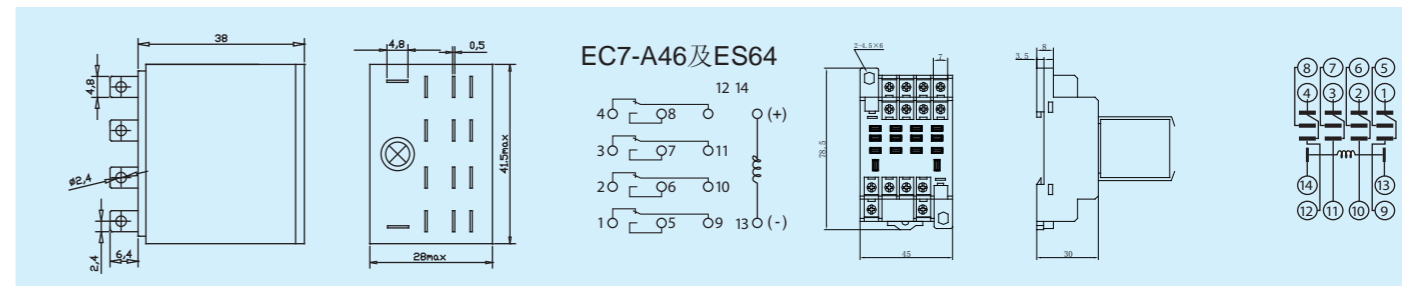 38
4,8
ø2,4
6,4
2,4
4,8
0,5
41.5max
28max
EC7-A46及ES64
12 14
4 8 (+)
3 7 11
2 6 10
1 5 9 13 (-)
2-4.5×6
7
78.5
45
8
3.5
30
8 7 6 5
4 3 2 1
14 13
12 11 10 9